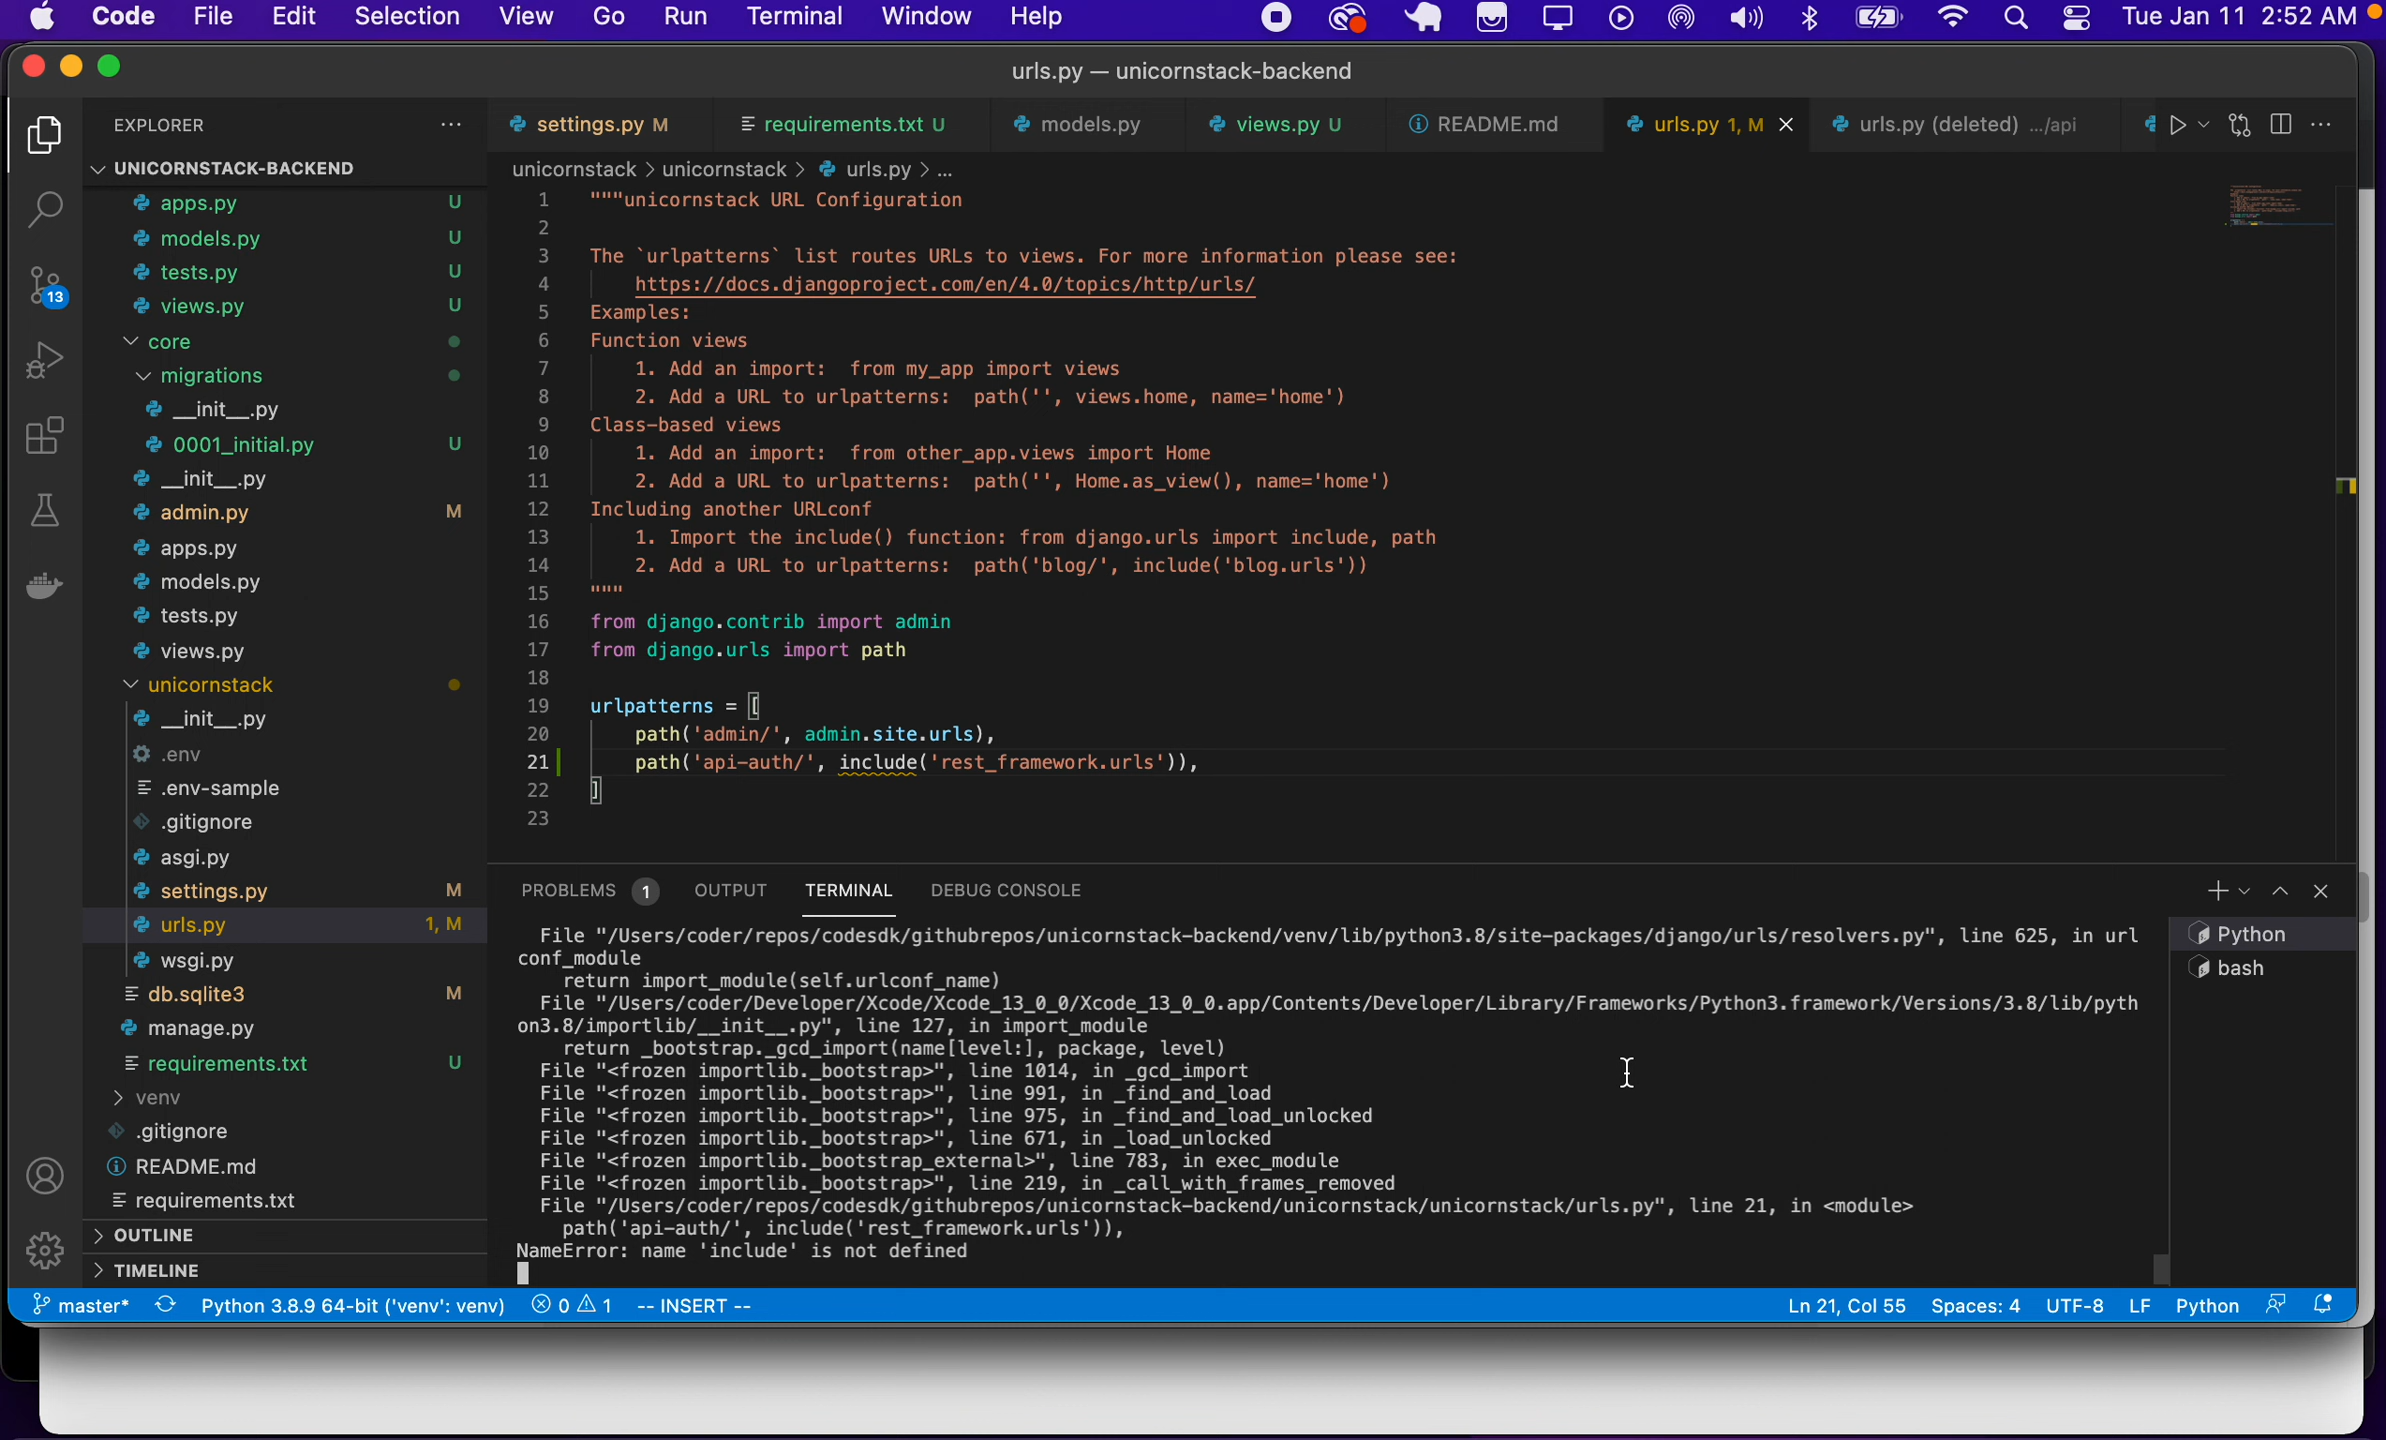 Code File Edit Selection View Go Run Terminal Window Help Tue Jan 11 2:52 AM
urls.py — unicornstack-backend
EXPLORER
settings.py M requirements.txt U models.py views.py U README.md urls.py 1, M urls.py (deleted) .../api
UNICORNSTACK-BACKEND
unicornstack > unicornstack > urls.py > ...
apps.py U
models.py U
tests.py U
views.py U
core
migrations
__init__.py
0001_initial.py U
__init__.py
admin.py M
apps.py
models.py
tests.py
views.py
unicornstack
__init__.py
.env
.env-sample
.gitignore
asgi.py
settings.py M
urls.py 1, M
wsgi.py
db.sqlite3 M
manage.py
requirements.txt U
venv
.gitignore
README.md
requirements.txt
OUTLINE
TIMELINE
13
1 """unicornstack URL Configuration
2
3 The `urlpatterns` list routes URLs to views. For more information please see:
4 https://docs.djangoproject.com/en/4.0/topics/http/urls/
5 Examples:
6 Function views
7 1. Add an import:  from my_app import views
8 2. Add a URL to urlpatterns:  path('', views.home, name='home')
9 Class-based views
10 1. Add an import:  from other_app.views import Home
11 2. Add a URL to urlpatterns:  path('', Home.as_view(), name='home')
12 Including another URLconf
13 1. Import the include() function: from django.urls import include, path
14 2. Add a URL to urlpatterns:  path('blog/', include('blog.urls'))
15 """
16 from django.contrib import admin
17 from django.urls import path
18
19 urlpatterns = [
20 path('admin/', admin.site.urls),
21 path('api-auth/', include('rest_framework.urls')),
22 ]
23
PROBLEMS 1 OUTPUT TERMINAL DEBUG CONSOLE
File "/Users/coder/repos/codesdk/githubrepos/unicornstack-backend/venv/lib/python3.8/site-packages/django/urls/resolvers.py", line 625, in url
conf_module
return import_module(self.urlconf_name)
File "/Users/coder/Developer/Xcode/Xcode_13_0_0/Xcode_13_0_0.app/Contents/Developer/Library/Frameworks/Python3.framework/Versions/3.8/lib/pyth
on3.8/importlib/__init__.py", line 127, in import_module
return _bootstrap._gcd_import(name[level:], package, level)
File "<frozen importlib._bootstrap>", line 1014, in _gcd_import
File "<frozen importlib._bootstrap>", line 991, in _find_and_load
File "<frozen importlib._bootstrap>", line 975, in _find_and_load_unlocked
File "<frozen importlib._bootstrap>", line 671, in _load_unlocked
File "<frozen importlib._bootstrap_external>", line 783, in exec_module
File "<frozen importlib._bootstrap>", line 219, in _call_with_frames_removed
File "/Users/coder/repos/codesdk/githubrepos/unicornstack-backend/unicornstack/unicornstack/urls.py", line 21, in <module>
path('api-auth/', include('rest_framework.urls')),
NameError: name 'include' is not defined
Python
bash
master* Python 3.8.9 64-bit ('venv': venv) 0 1 -- INSERT -- Ln 21, Col 55 Spaces: 4 UTF-8 LF Python